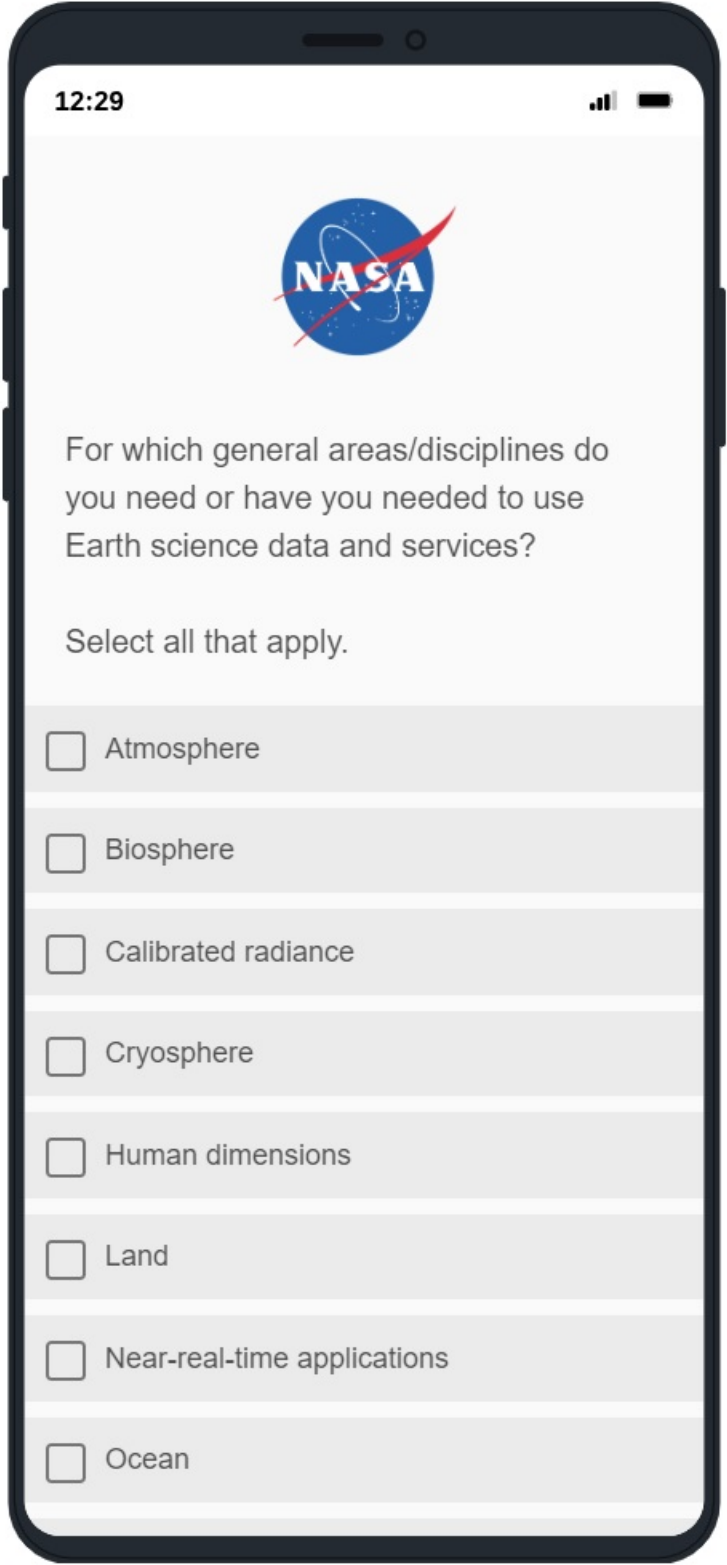 12:29
NASA
For which general areas/disciplines do
you need or have you needed to use
Earth science data and services?
Select all that apply.
Atmosphere
Biosphere
Calibrated radiance
Cryosphere
Human dimensions
Land
Near-real-time applications
Ocean